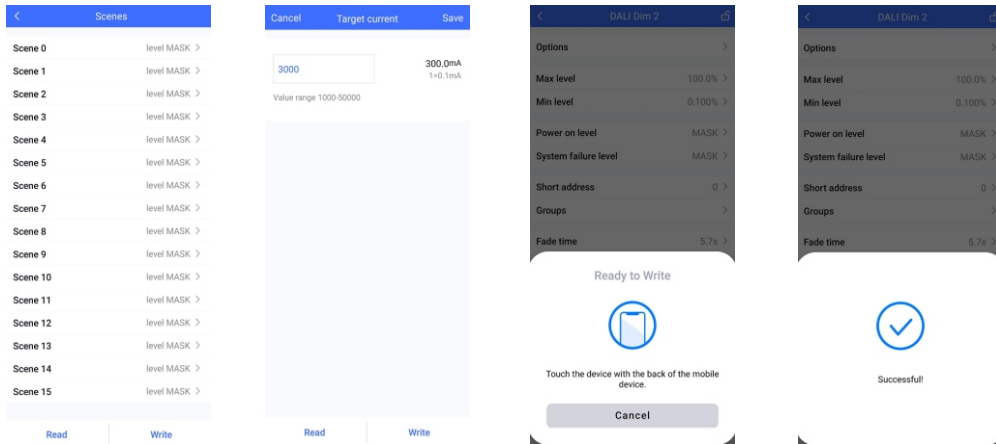 Scenes
Scene 0 level MASK
Scene 1 level MASK
Scene 2 level MASK
Scene 3 level MASK
Scene 4 level MASK
Scene 5 level MASK
Scene 6 level MASK
Scene 7 level MASK
Scene 8 level MASK
Scene 9 level MASK
Scene 10 level MASK
Scene 11 level MASK
Scene 12 level MASK
Scene 13 level MASK
Scene 14 level MASK
Scene 15 level MASK
Read Write
Cancel Target current Save
3000 300.0mA
1=0.1mA
Value range 1000-50000
Read Write
DALI Dim 2
Options
Max level 100.0%
Min level 0.100%
Power on level MASK
System failure level MASK
Short address 0
Groups
Fade time 5.7s
Ready to Write
Touch the device with the back of the mobile
device.
Cancel
DALI Dim 2
Options
Max level 100.0%
Min level 0.100%
Power on level MASK
System failure level MASK
Short address 0
Groups
Fade time 5.7s
Successful!